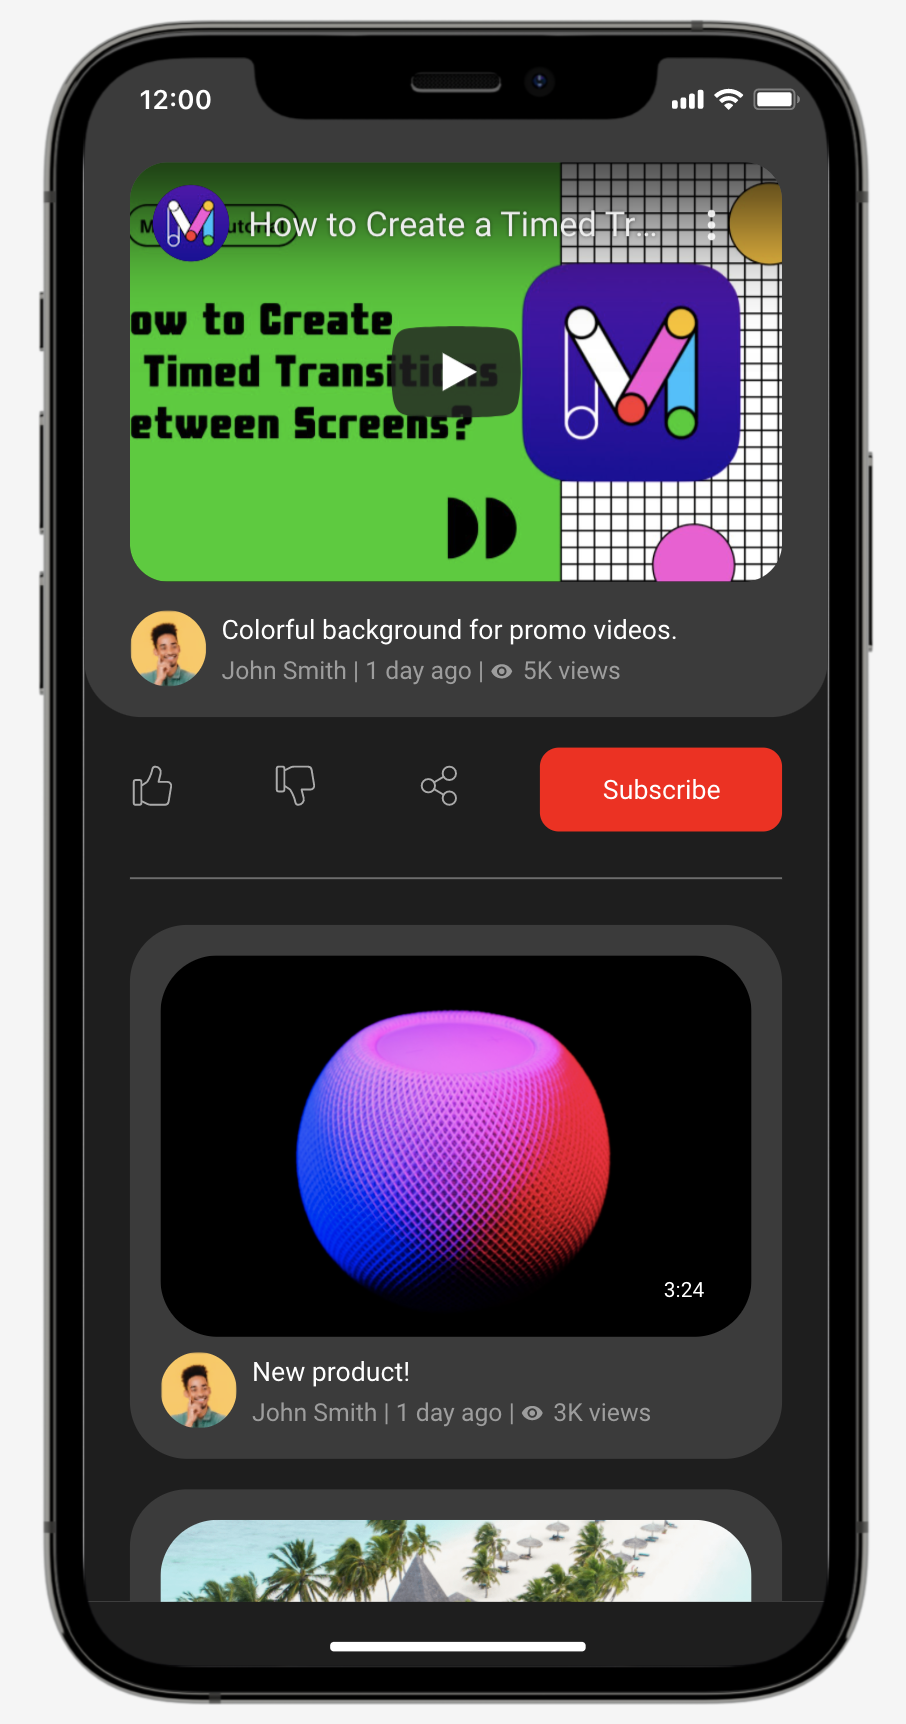 12:00
How to Create a Timed Tr...
ow to Create
Timed Transitions
etween Screens?
Colorful background for promo videos.
John Smith | 1 day ago | 5K views
Subscribe
3:24
New product!
John Smith | 1 day ago | 3K views